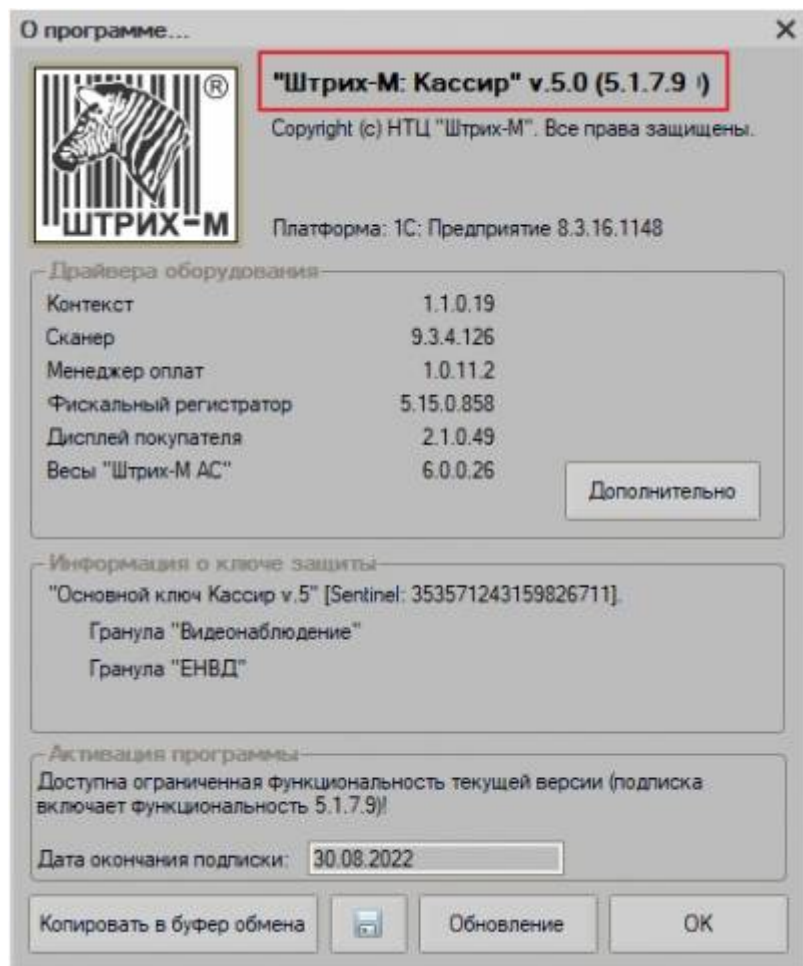 О программе...
"Штрих-М: Кассир" v.5.0 (5.1.7.9 )
Copyright (c) НТЦ "Штрих-М". Все права защищены.
®
ШТРИХ-М
Платформа: 1С: Предприятие 8.3.16.1148
Драйвера оборудования
Контекст 1.1.0.19
Сканер 9.3.4.126
Менеджер оплат 1.0.11.2
Фискальный регистратор 5.15.0.858
Дисплей покупателя 2.1.0.49
Весы "Штрих-М АС" 6.0.0.26
Дополнительно
Информация о ключе защиты
"Основной ключ Кассир v.5" [Sentinel: 353571243159826711].
Гранула "Видеонаблюдение"
Гранула "ЕНВД"
Активация программы
Доступна ограниченная функциональность текущей версии (подписка
включает функциональность 5.1.7.9)!
Дата окончания подписки: 30.08.2022
Копировать в буфер обмена
Обновление
OK